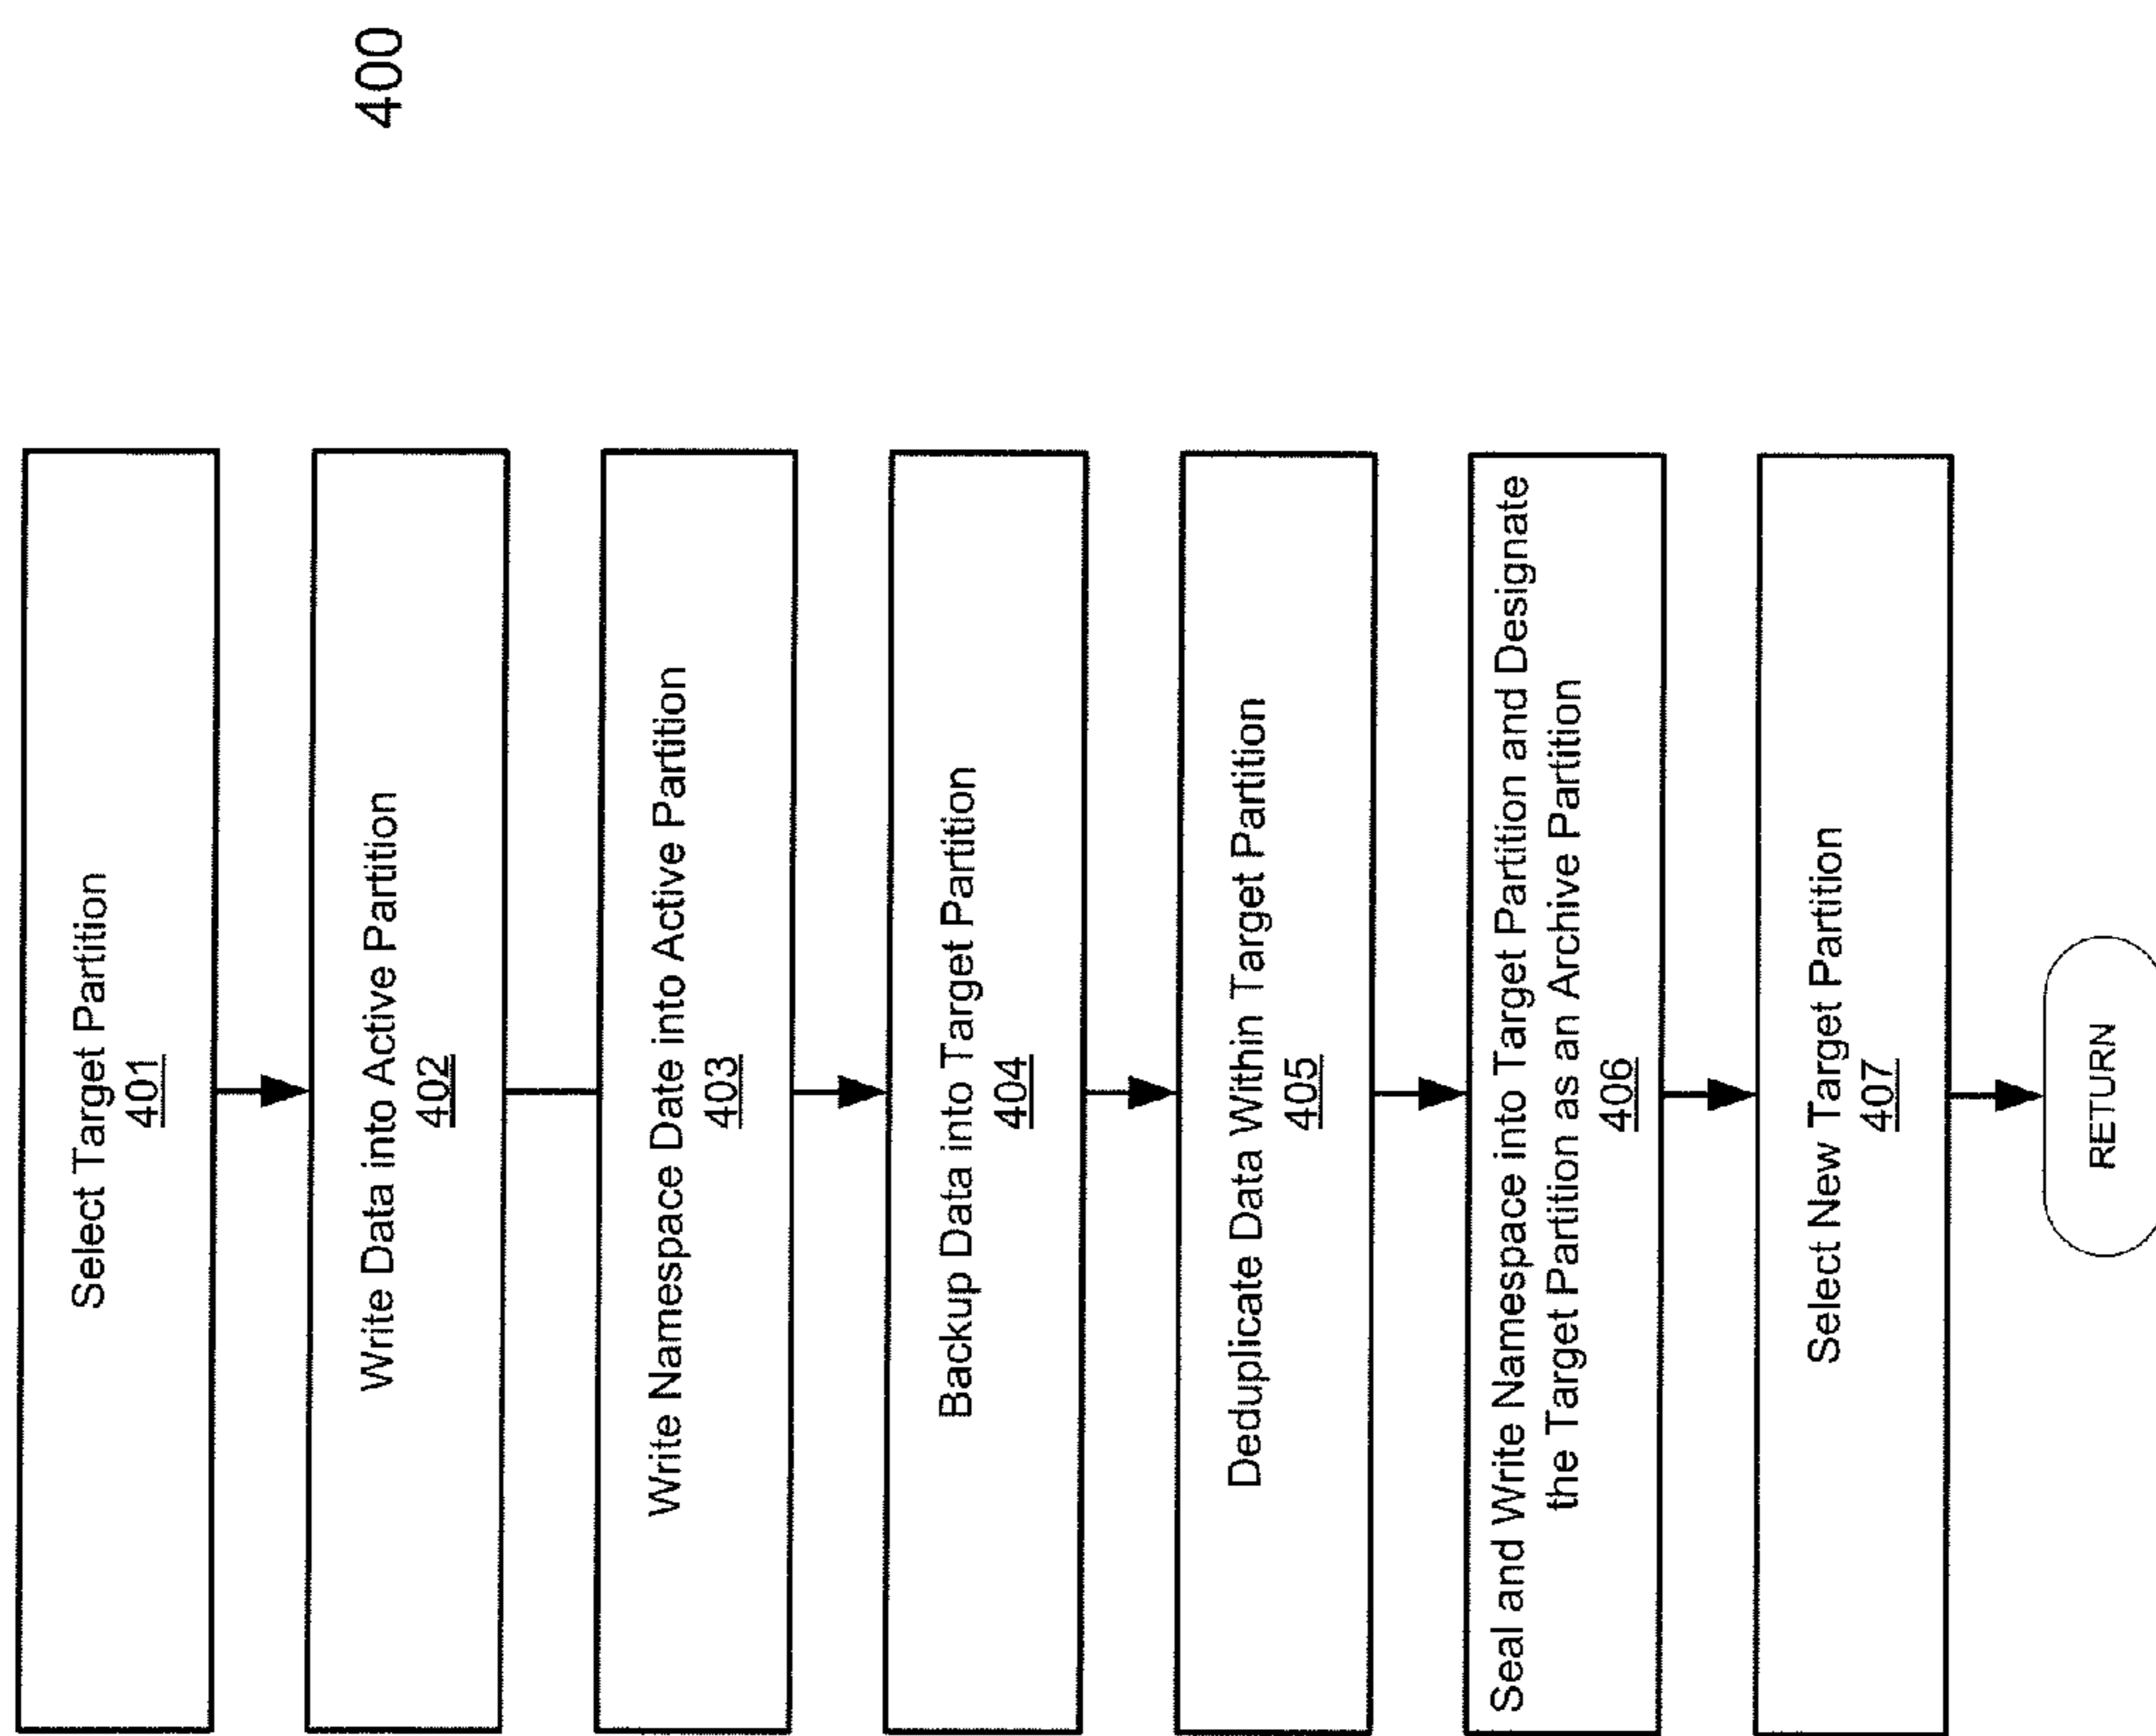 400
Select Target Partition
401
Write Data into Active Partition
402
Write Namespace Date into Active Partition
403
Backup Data into Target Partition
404
Deduplicate Data Within Target Partition
405
Seal and Write Namespace into Target Partition and Designate
the Target Partition as an Archive Partition
406
Select New Target Partition
407
RETURN